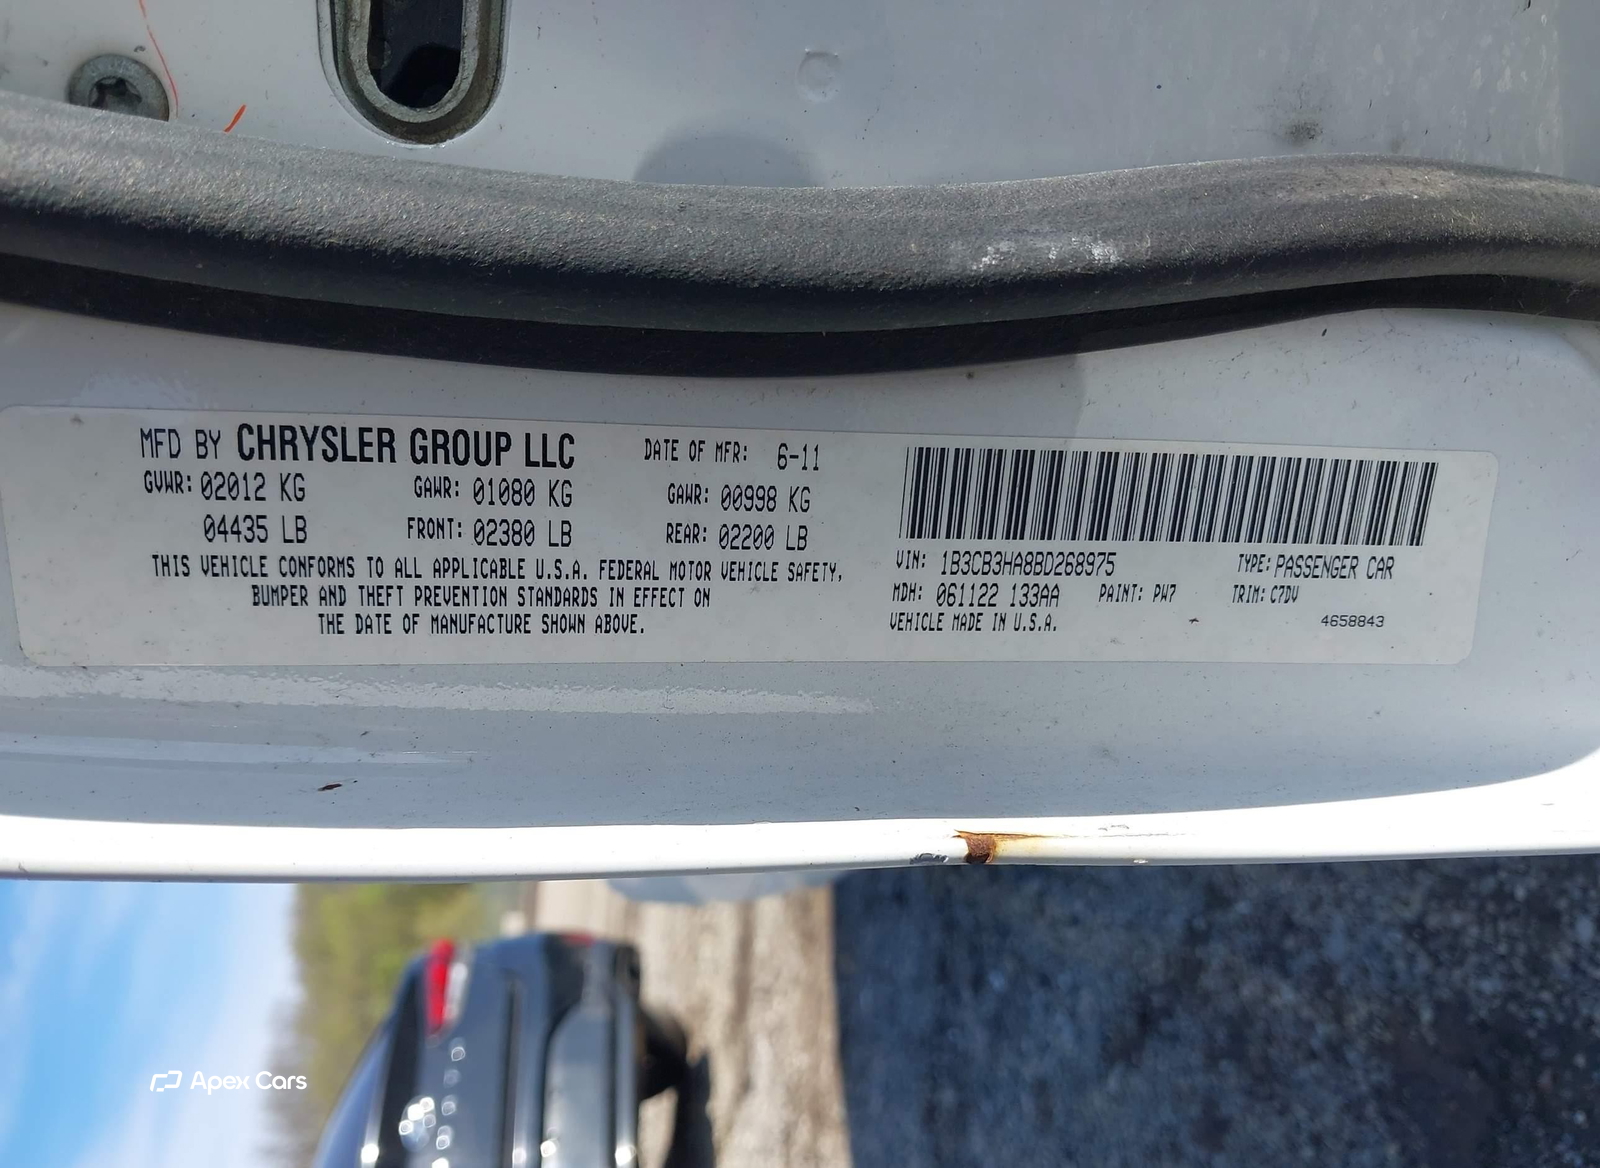 MFD BY CHRYSLER GROUP LLC DATE OF MFR: 6-11
GVWR: 02012 KG GAWR: 01080 KG GAWR: 00998 KG
04435 LB FRONT: 02380 LB REAR: 02200 LB
THIS VEHICLE CONFORMS TO ALL APPLICABLE U.S.A. FEDERAL MOTOR VEHICLE SAFETY,
BUMPER AND THEFT PREVENTION STANDARDS IN EFFECT ON
THE DATE OF MANUFACTURE SHOWN ABOVE.
VIN: 1B3CB3HA8BD268975 TYPE: PASSENGER CAR
MDH: 061122 133AA PAINT: PW7 TRIM: C7DV
VEHICLE MADE IN U.S.A. 4658843
Apex Cars